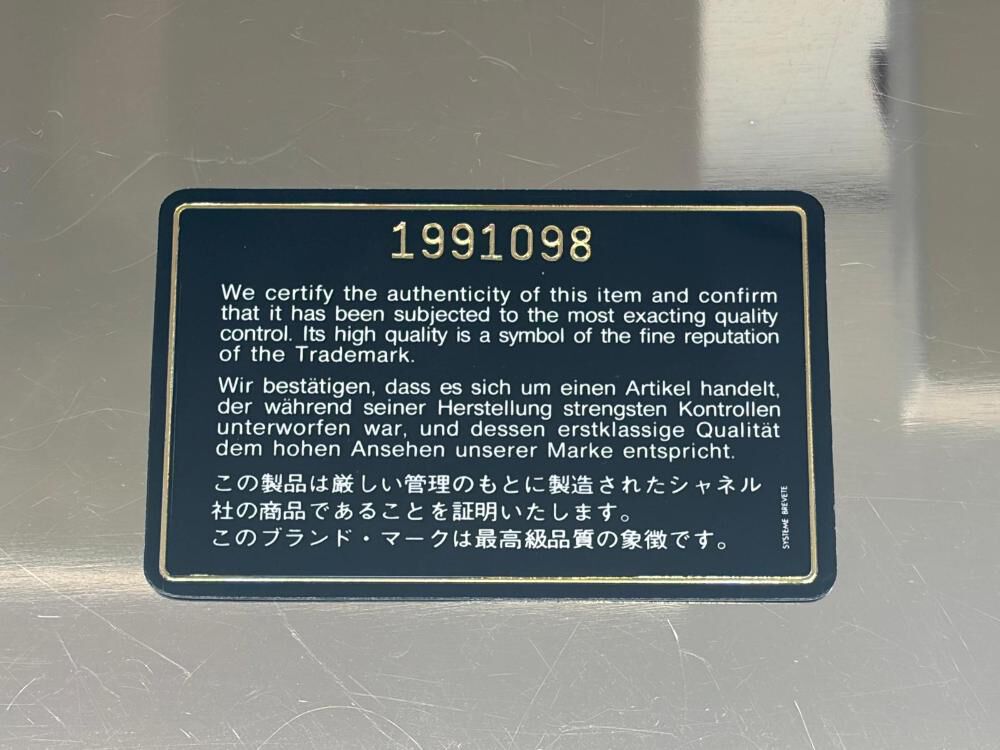 1991098
We certify the authenticity of this item and confirm
that it has been subjected to the most exacting quality
control. Its high quality is a symbol of the fine reputation
of the Trademark.
Wir bestätigen, dass es sich um einen Artikel handelt,
der während seiner Herstellung strengsten Kontrollen
unterworfen war, und dessen erstklassige Qualität
dem hohen Ansehen unserer Marke entspricht.
この製品は厳しい管理のもとに製造されたシャネル
社の商品であることを証明いたします。
このブランド・マークは最高級品質の象徴です。
SYSTEME BREVETE